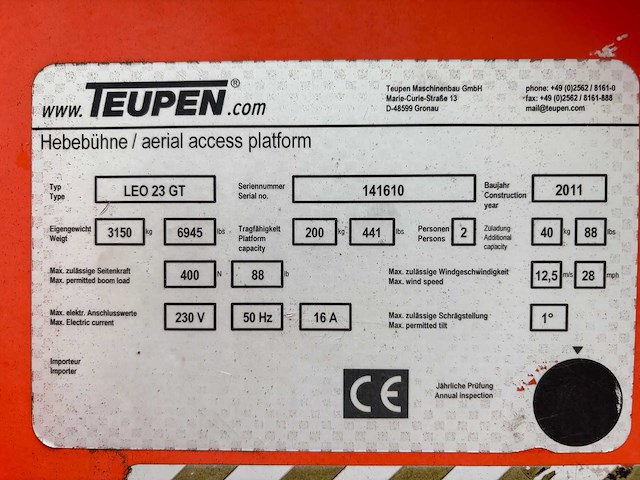 www.TEUPEN®.com
Teupen Maschinenbau GmbH
Marie-Curie-Straße 13
D-48599 Gronau
phone: +49 (0)2562 / 8161-0
fax: +49 (0)2562 / 8161-888
mail@teupen.com
Hebebühne / aerial access platform
Typ
Type
LEO 23 GT
Seriennummer
Serial no.
141610
Baujahr
Construction
year
2011
Eigengewicht
Weigt
3150 kg
6945 lbs
Tragfähigkeit
Platform
capacity
200 kg
441 lbs
Personen
Persons
2
Zuladung
Additional
capacity
40 kg
88 lbs
Max. zulässige Seitenkraft
Max. permitted boom load
400 N
88 lb
Max. zulässige Windgeschwindigkeit
Max. wind speed
12,5 m/s
28 mph
Max. elektr. Anschlusswerte
Max. Electric current
230 V
50 Hz
16 A
Max. zulässige Schrägstellung
Max. permitted tilt
1°
Importeur
Importer
CE
Jährliche Prüfung
Annual inspection